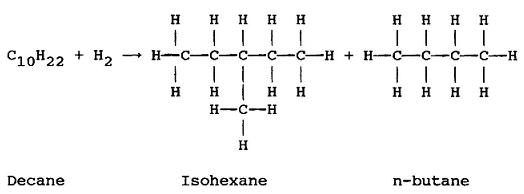 H H H H H H H H H
C10H22 + H2 → H—C—C—C—C—C—H + H—C—C—C—C—H
H H H H H H H H
H—C—H
H
Decane Isohexane n-butane